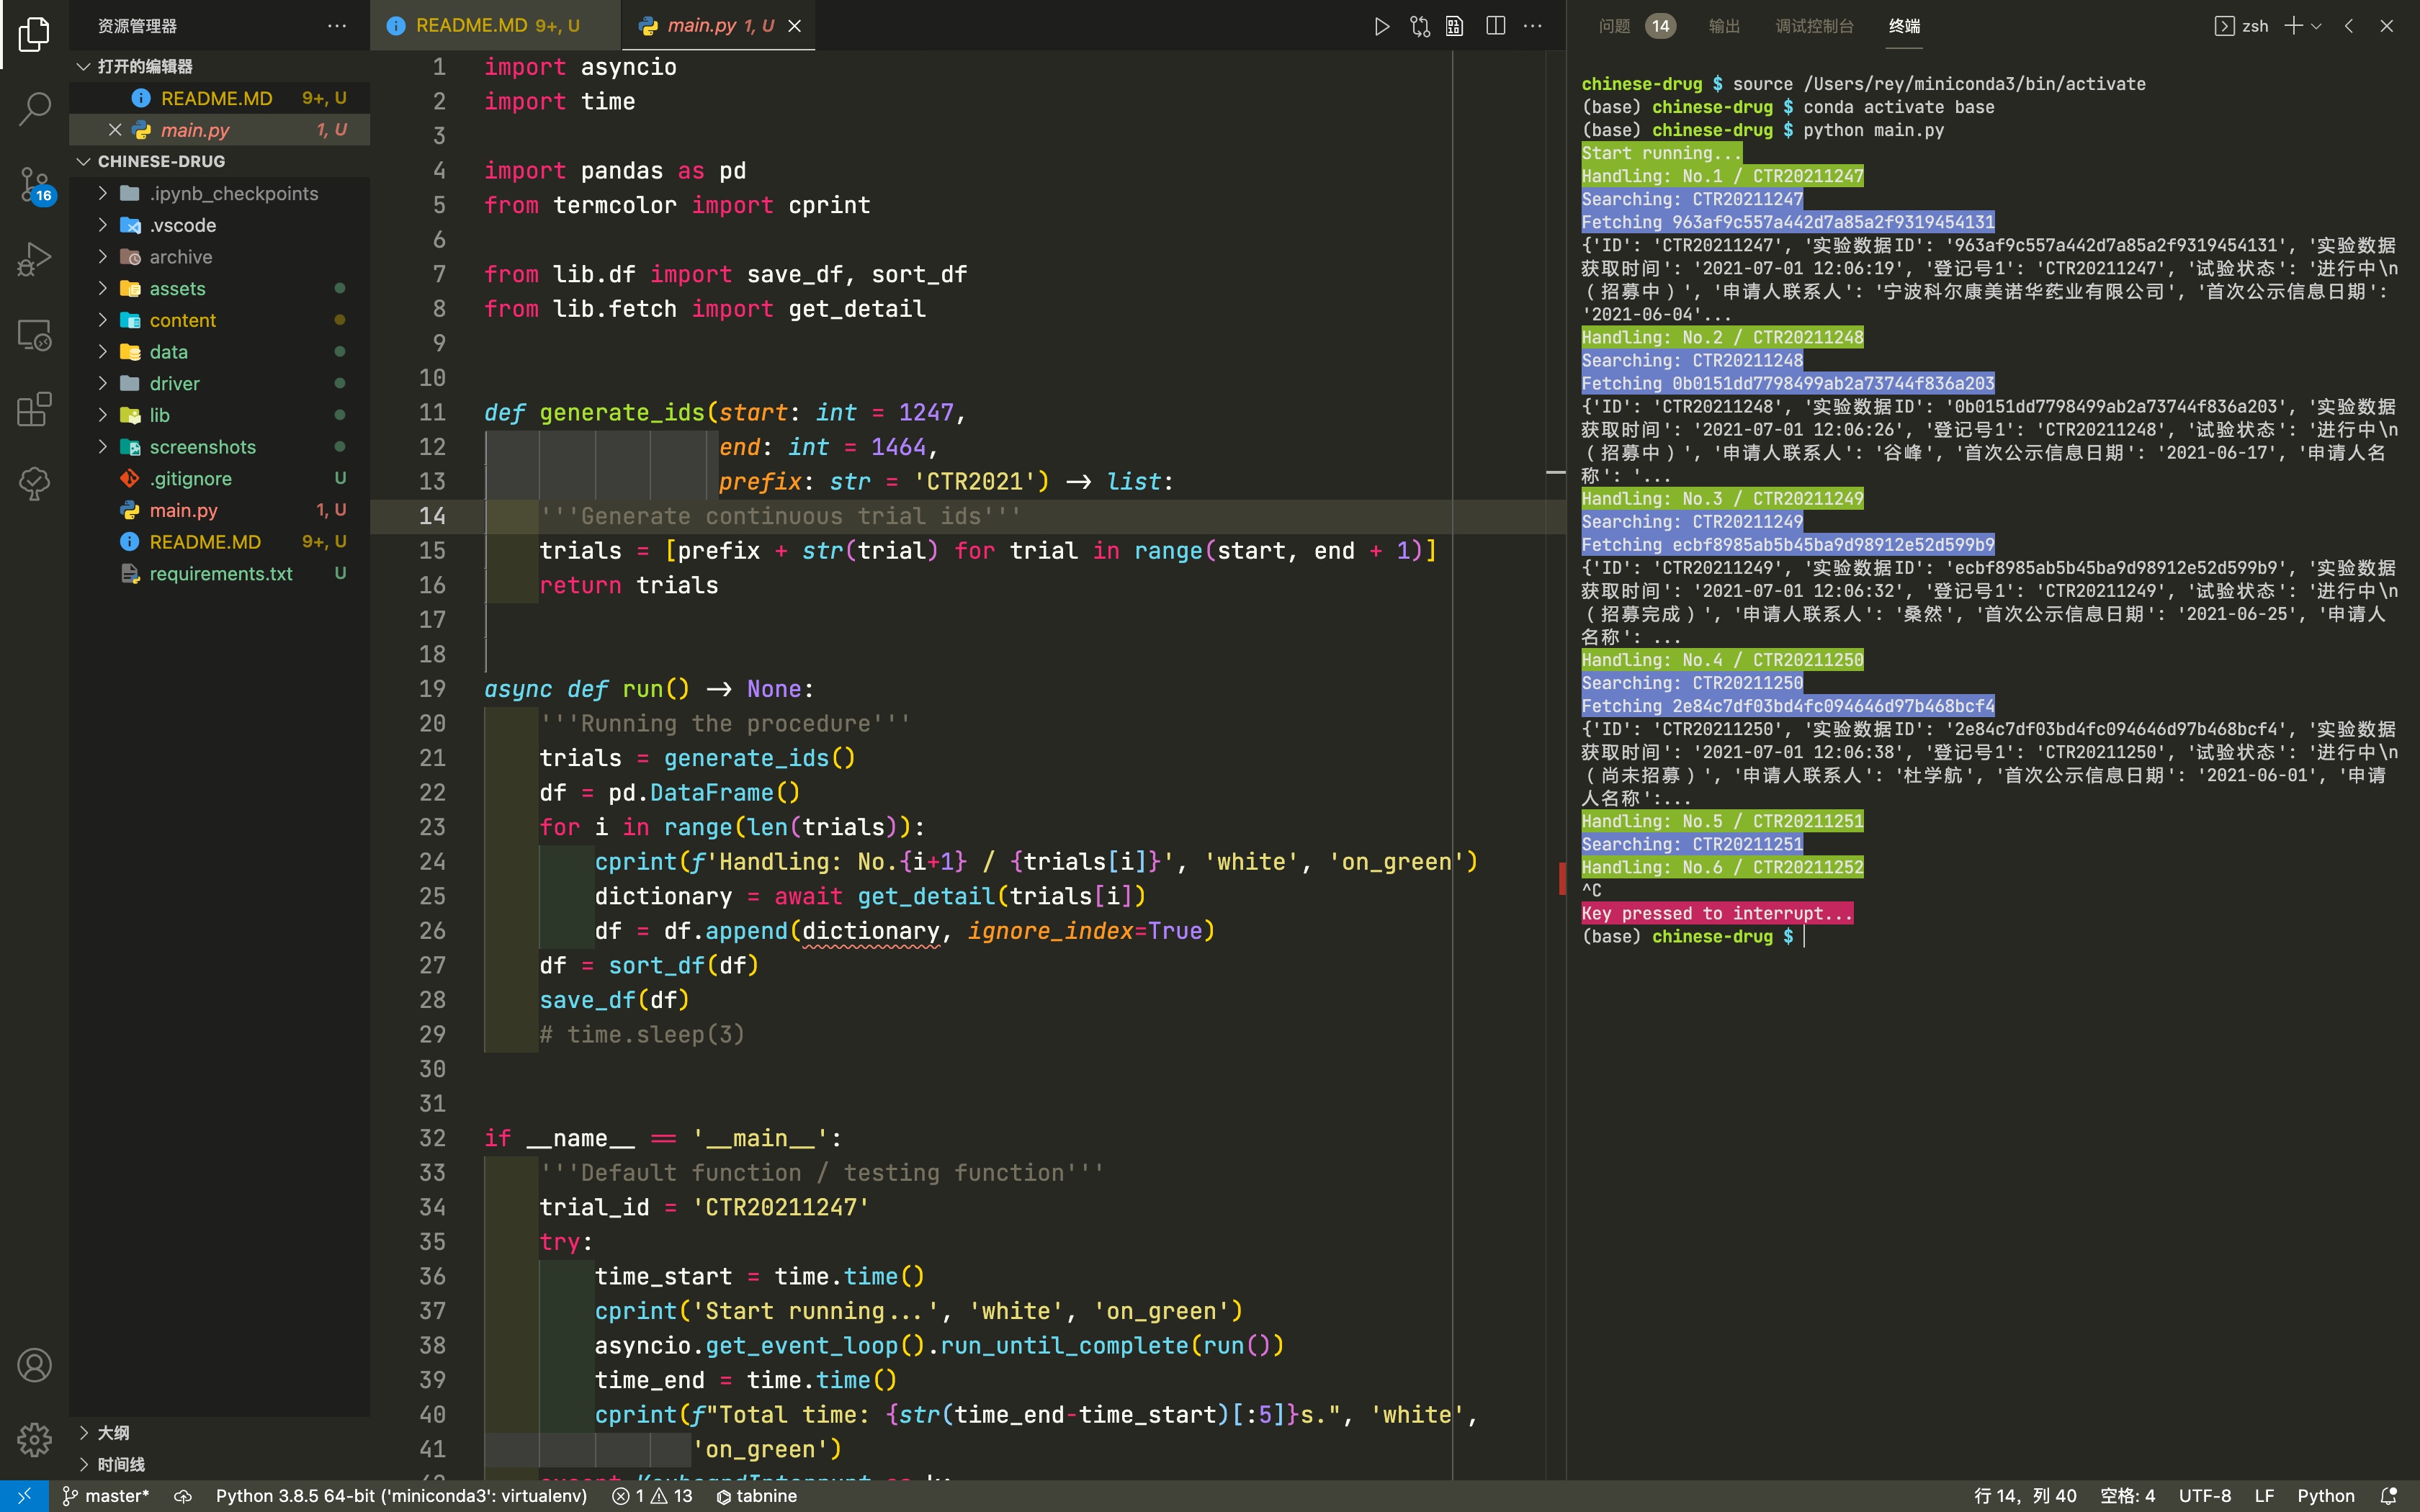 资源管理器
打开的编辑器
README.MD 9+, U
main.py 1, U
CHINESE-DRUG
.ipynb_checkpoints
.vscode
archive
assets
content
data
driver
lib
screenshots
.gitignore U
main.py 1, U
README.MD 9+, U
requirements.txt U
大纲
时间线
16
README.MD 9+, U
main.py 1, U
1 import asyncio
2 import time
3
4 import pandas as pd
5 from termcolor import cprint
6
7 from lib.df import save_df, sort_df
8 from lib.fetch import get_detail
9
10
11 def generate_ids(start: int = 1247,
12 end: int = 1464,
13 prefix: str = 'CTR2021') -> list:
14 '''Generate continuous trial ids'''
15 trials = [prefix + str(trial) for trial in range(start, end + 1)]
16 return trials
17
18
19 async def run() -> None:
20 '''Running the procedure'''
21 trials = generate_ids()
22 df = pd.DataFrame()
23 for i in range(len(trials)):
24 cprint(f'Handling: No.{i+1} / {trials[i]}', 'white', 'on_green')
25 dictionary = await get_detail(trials[i])
26 df = df.append(dictionary, ignore_index=True)
27 df = sort_df(df)
28 save_df(df)
29 # time.sleep(3)
30
31
32 if __name__ == '__main__':
33 '''Default function / testing function'''
34 trial_id = 'CTR20211247'
35 try:
36 time_start = time.time()
37 cprint('Start running...', 'white', 'on_green')
38 asyncio.get_event_loop().run_until_complete(run())
39 time_end = time.time()
40 cprint(f"Total time: {str(time_end-time_start)[:5]}s.", 'white',
41 'on_green')
问题 14 输出 调试控制台 终端
zsh
chinese-drug $ source /Users/rey/miniconda3/bin/activate
(base) chinese-drug $ conda activate base
(base) chinese-drug $ python main.py
Start running...
Handling: No.1 / CTR20211247
Searching: CTR20211247
Fetching 963af9c557a442d7a85a2f9319454131
{'ID': 'CTR20211247', '实验数据ID': '963af9c557a442d7a85a2f9319454131', '实验数据
获取时间': '2021-07-01 12:06:19', '登记号1': 'CTR20211247', '试验状态': '进行中\n
（招募中）', '申请人联系人': '宁波科尔康美诺华药业有限公司', '首次公示信息日期':
'2021-06-04'...
Handling: No.2 / CTR20211248
Searching: CTR20211248
Fetching 0b0151dd7798499ab2a73744f836a203
{'ID': 'CTR20211248', '实验数据ID': '0b0151dd7798499ab2a73744f836a203', '实验数据
获取时间': '2021-07-01 12:06:26', '登记号1': 'CTR20211248', '试验状态': '进行中\n
（招募中）', '申请人联系人': '谷峰', '首次公示信息日期': '2021-06-17', '申请人名
称': '...
Handling: No.3 / CTR20211249
Searching: CTR20211249
Fetching ecbf8985ab5b45ba9d98912e52d599b9
{'ID': 'CTR20211249', '实验数据ID': 'ecbf8985ab5b45ba9d98912e52d599b9', '实验数据
获取时间': '2021-07-01 12:06:32', '登记号1': 'CTR20211249', '试验状态': '进行中\n
（招募完成）', '申请人联系人': '桑然', '首次公示信息日期': '2021-06-25', '申请人
名称': ...
Handling: No.4 / CTR20211250
Searching: CTR20211250
Fetching 2e84c7df03bd4fc094646d97b468bcf4
{'ID': 'CTR20211250', '实验数据ID': '2e84c7df03bd4fc094646d97b468bcf4', '实验数据
获取时间': '2021-07-01 12:06:38', '登记号1': 'CTR20211250', '试验状态': '进行中\n
（尚未招募）', '申请人联系人': '杜学航', '首次公示信息日期': '2021-06-01', '申请
人名称':...
Handling: No.5 / CTR20211251
Searching: CTR20211251
Handling: No.6 / CTR20211252
^C
Key pressed to interrupt...
(base) chinese-drug $
master* Python 3.8.5 64-bit ('miniconda3': virtualenv) 1 13 tabnine 行 14，列 40 空格: 4 UTF-8 LF Python